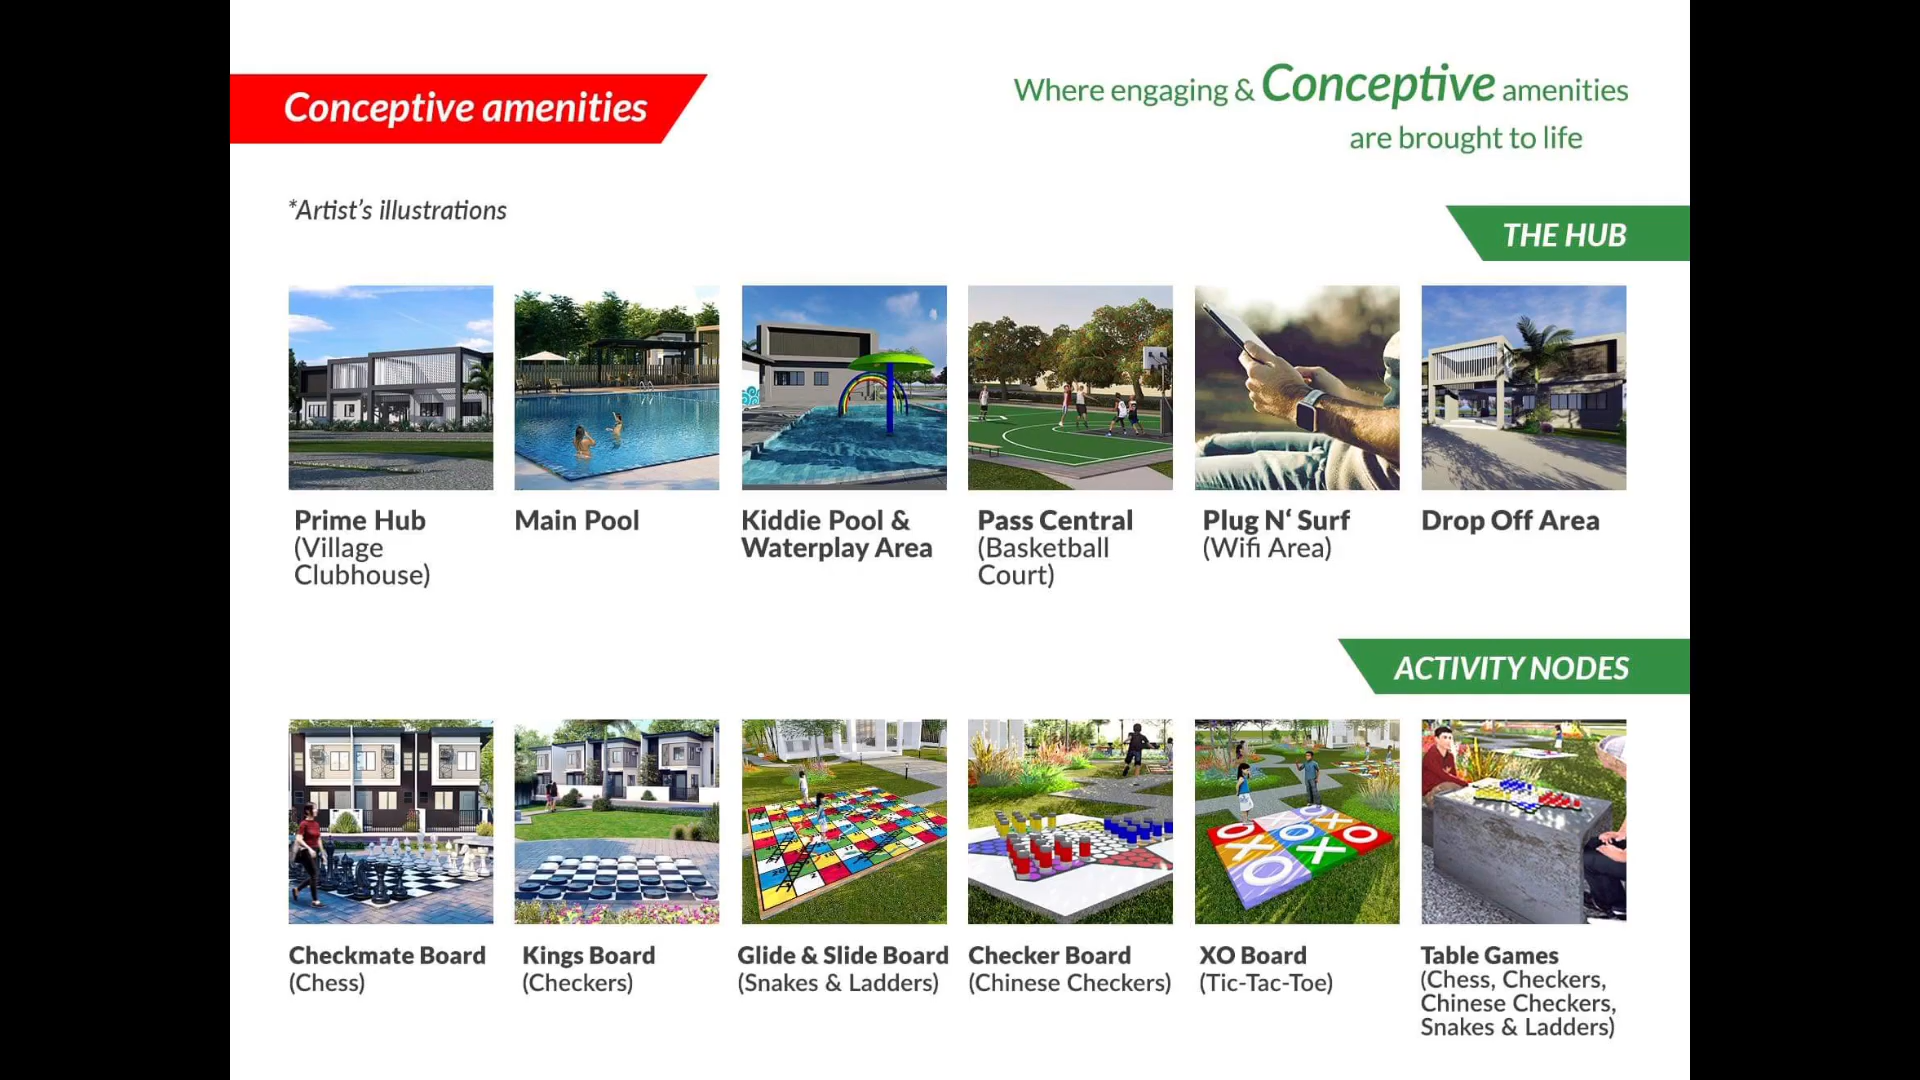 Conceptive amenities
Where engaging & Conceptive amenities
are brought to life
*Artist's illustrations
THE HUB
Prime Hub
(Village
Clubhouse)
Main Pool
Kiddie Pool &
Waterplay Area
Pass Central
(Basketball
Court)
Plug N‘ Surf
(Wifi Area)
Drop Off Area
ACTIVITY NODES
Checkmate Board
(Chess)
Kings Board
(Checkers)
Glide & Slide Board
(Snakes & Ladders)
Checker Board
(Chinese Checkers)
XO Board
(Tic-Tac-Toe)
Table Games
(Chess, Checkers,
Chinese Checkers,
Snakes & Ladders)